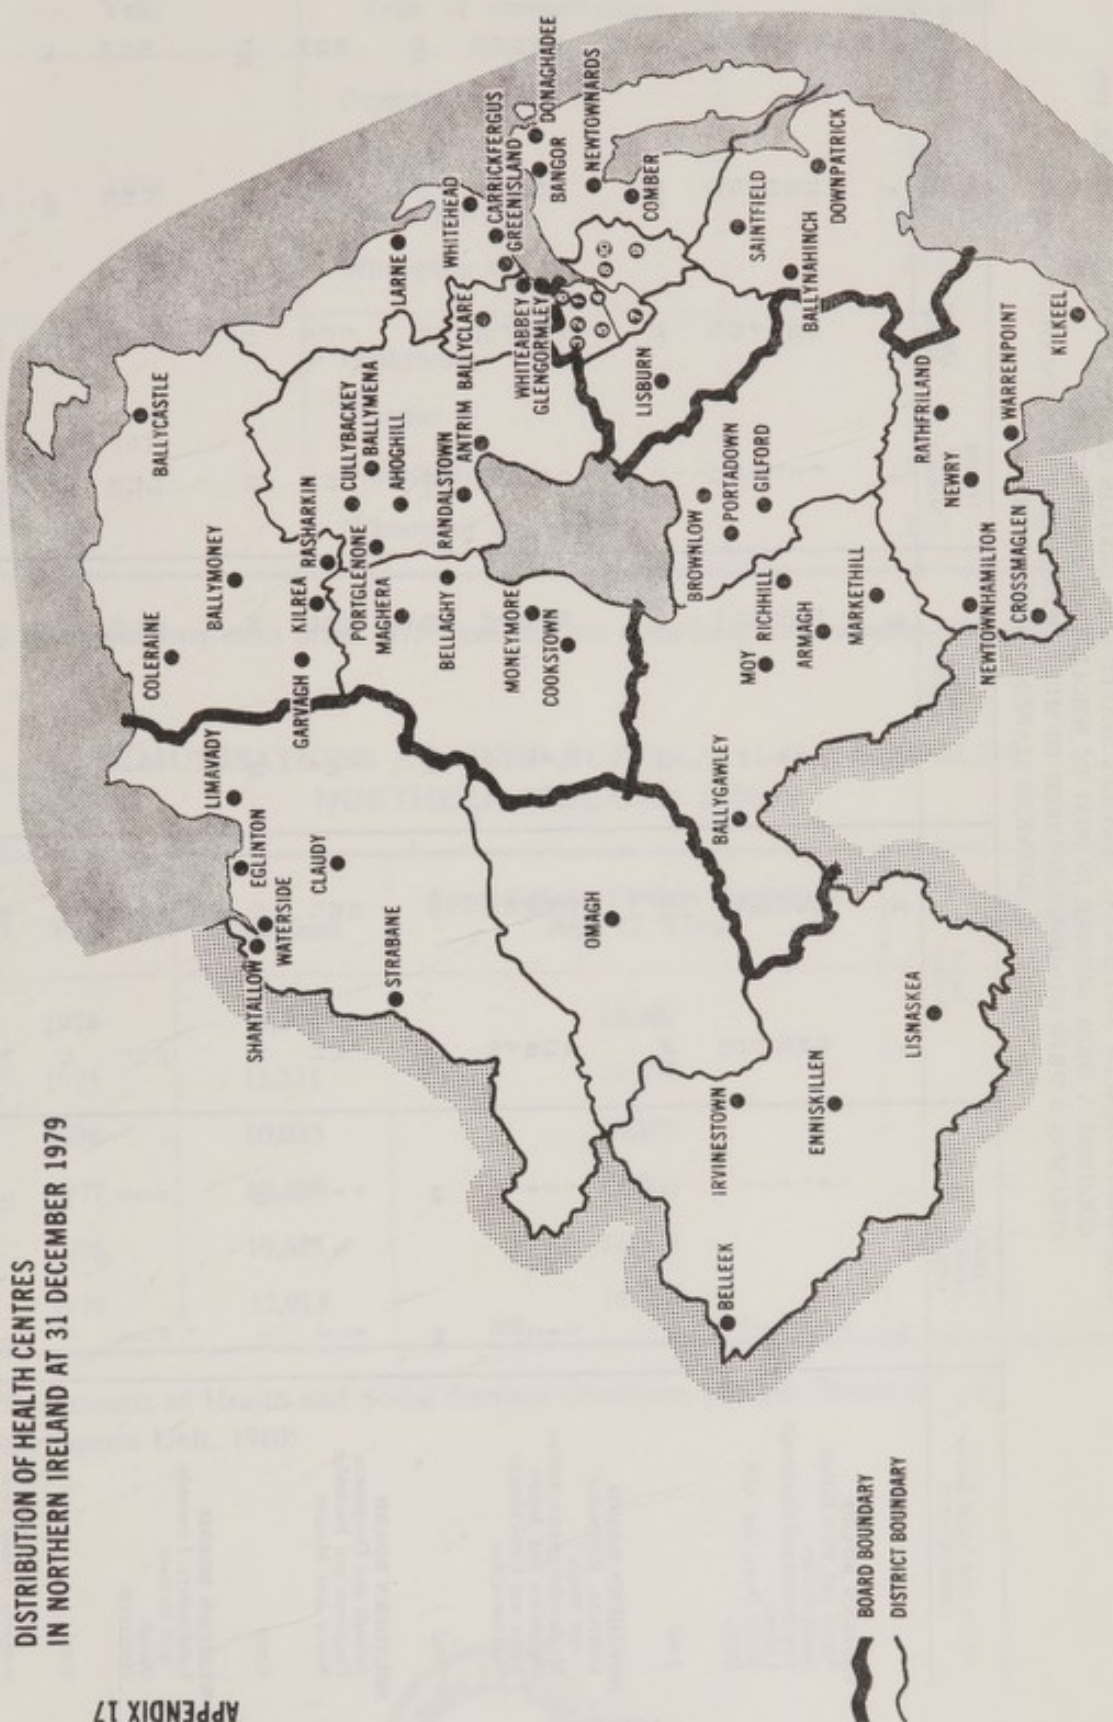 APPENDIX 17
DISTRIBUTION OF HEALTH CENTRES
IN NORTHERN IRELAND AT 31 DECEMBER 1979
BALLYCASTLE
COLERAINE
BALLYMONEY
LIMAVADY
EGLINTON
WATERSIDE
SHANTALLOW
CLAUDY
GARVAGH
KILREA
RASHARKIN
CULLYBACKEY
BALLYMENA
AHOGHILL
PORTGLENONE
MAGHERA
RANDALSTOWN
ANTRIM
BALLYCLARE
LARNE
WHITEHEAD
CARRICKFERGUS
GREENISLAND
WHITEABBEY
GLENGORMLEY
DONAGHADEE
BANGOR
NEWTOWNARDS
COMBER
STRABANE
BELLAGHY
MONEYMORE
COOKSTOWN
OMAGH
LISBURN
SAINTFIELD
DOWNPATRICK
BALLYNAHINCH
BROWNLOW
PORTADOWN
GILFORD
MOY
RICHHILL
ARMAGH
MARKETHILL
BALLYGAWLEY
IRVINESTOWN
BELLEEK
ENNISKILLEN
LISNASKEA
RATHFRILAND
NEWRY
WARRENPOINT
KILKEEL
NEWTOWNHAMILTON
CROSSMAGLEN
BOARD BOUNDARY
DISTRICT BOUNDARY